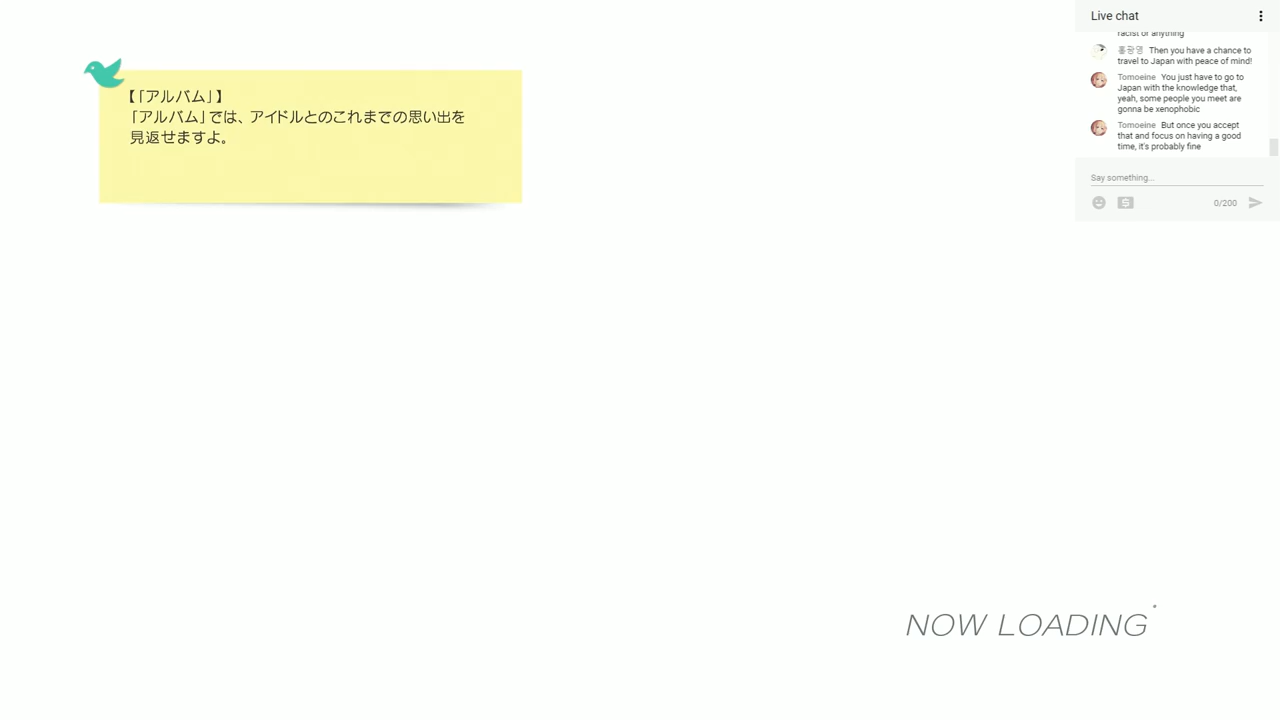 【「アルバム」】
「アルバム」では、アイドルとのこれまでの思い出を
見返せますよ。
Live chat
racist or anything
홍광영 Then you have a chance to
travel to Japan with peace of mind!
Tomoeine You just have to go to
Japan with the knowledge that,
yeah, some people you meet are
gonna be xenophobic
Tomoeine But once you accept
that and focus on having a good
time, it's probably fine
Say something...
0/200
NOW LOADING